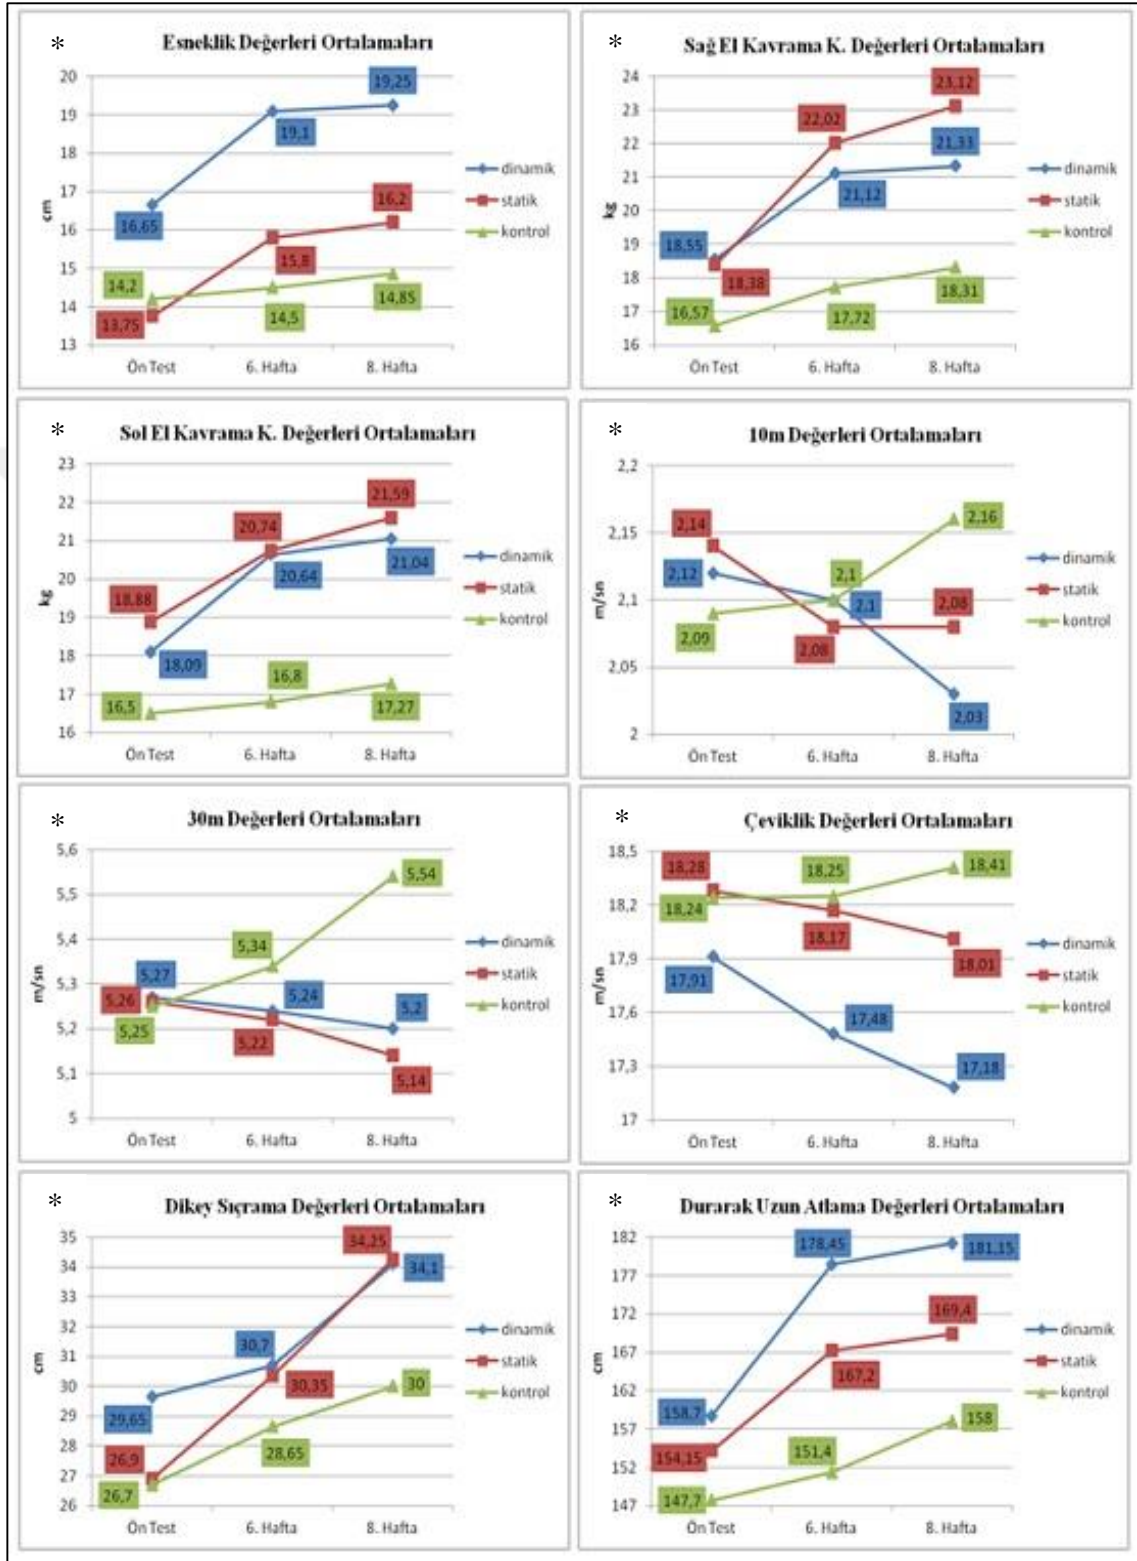 *
Esneklik Değerleri Ortalamaları
20
19
18
17
16
15
14
13
cm
16,65
19,1
19,25
13,75
15,8
16,2
14,2
14,5
14,85
Ön Test 6. Hafta 8. Hafta
dinamik
statik
kontrol
*
Sağ El Kavrama K. Değerleri Ortalamaları
24
23
22
21
20
19
18
17
16
kg
18,55
21,12
21,33
18,38
22,02
23,12
16,57
17,72
18,31
Ön Test 6. Hafta 8. Hafta
dinamik
statik
kontrol
*
Sol El Kavrama K. Değerleri Ortalamaları
23
22
21
20
19
18
17
16
kg
18,09
20,64
21,04
18,88
20,74
21,59
16,5
16,8
17,27
Ön Test 6. Hafta 8. Hafta
dinamik
statik
kontrol
*
10m Değerleri Ortalamaları
2,2
2,15
2,1
2,05
2
m/sn
2,12
2,1
2,03
2,14
2,08
2,08
2,09
2,1
2,16
Ön Test 6. Hafta 8. Hafta
dinamik
statik
kontrol
*
30m Değerleri Ortalamaları
5,6
5,5
5,4
5,3
5,2
5,1
5
m/sn
5,27
5,24
5,2
5,26
5,22
5,14
5,25
5,34
5,54
Ön Test 6. Hafta 8. Hafta
dinamik
statik
kontrol
*
Çeviklik Değerleri Ortalamaları
18,5
18,2
17,9
17,6
17,3
17
m/sn
17,91
17,48
17,18
18,28
18,17
18,01
18,24
18,25
18,41
Ön Test 6. Hafta 8. Hafta
dinamik
statik
kontrol
*
Dikey Sıçrama Değerleri Ortalamaları
35
34
33
32
31
30
29
28
27
26
cm
29,65
30,7
34,1
26,9
30,35
34,25
26,7
28,65
30
Ön Test 6. Hafta 8. Hafta
dinamik
statik
kontrol
*
Durarak Uzun Atlama Değerleri Ortalamaları
182
177
172
167
162
157
152
147
cm
158,7
178,45
181,15
154,15
167,2
169,4
147,7
151,4
158
Ön Test 6. Hafta 8. Hafta
dinamik
statik
kontrol